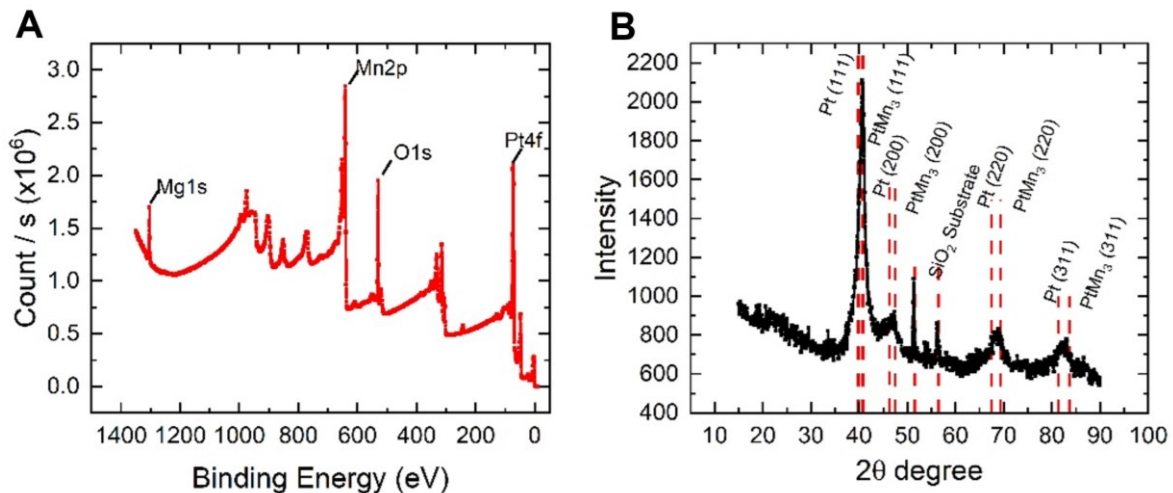 A
3.0
2.5
2.0
1.5
1.0
0.5
0.0
Count / s (x10⁶)
Mg1s
Mn2p
O1s
Pt4f
1400 1200 1000 800 600 400 200 0
Binding Energy (eV)
B
2200
2000
1800
1600
1400
1200
1000
800
600
400
Intensity
Pt (111)
PtMn₃ (111)
Pt (200)
PtMn₃ (200)
SiO₂ Substrate
Pt (220)
PtMn₃ (220)
Pt (311)
PtMn₃ (311)
10 20 30 40 50 60 70 80 90 100
2θ degree